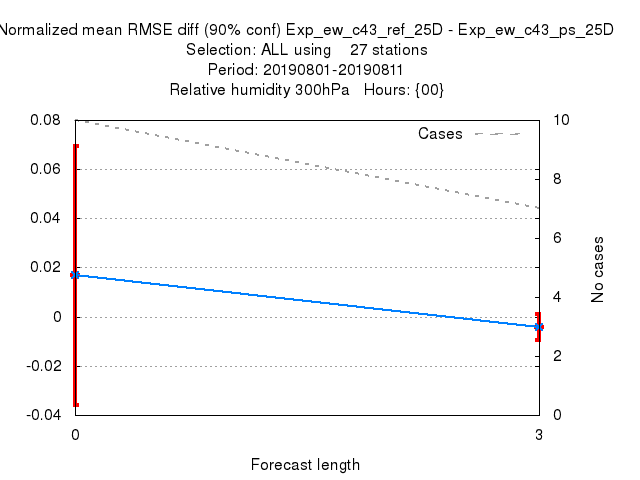 Normalized mean RMSE diff (90% conf) Exp_ew_c43_ref_25D - Exp_ew_c43_ps_25D
Selection: ALL using 27 stations
Period: 20190801-20190811
Relative humidity 300hPa Hours: {00}
Cases
0.08
0.06
0.04
0.02
0
-0.02
-0.04
10
8
6
4
2
0
No cases
0 3
Forecast length